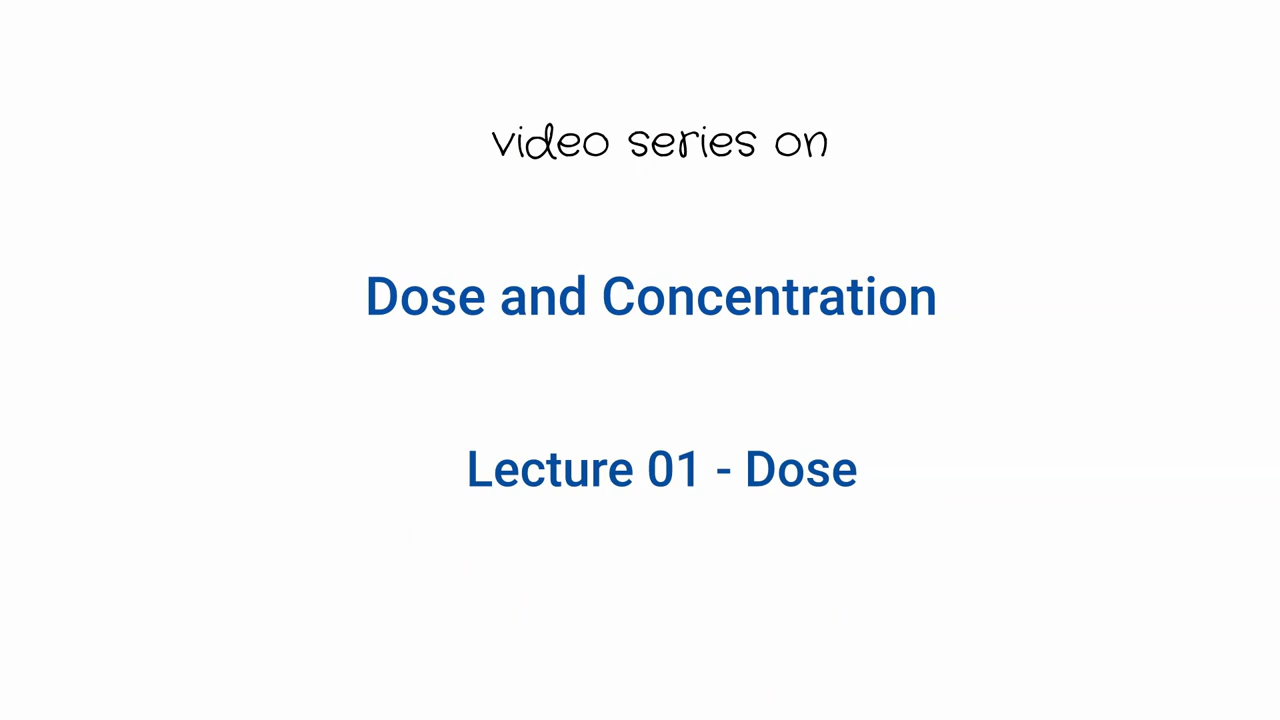 video series on
Dose and Concentration
Lecture 01 - Dose